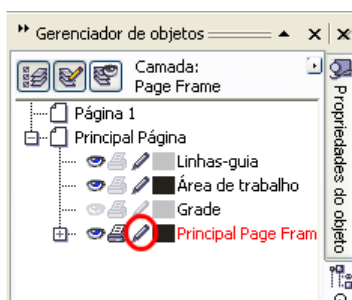 Gerenciador de objetos
Camada:
Page Frame
Página 1
Principal Página
Linhas-guia
Área de trabalho
Grade
Principal Page Fram
Propriedades do objeto